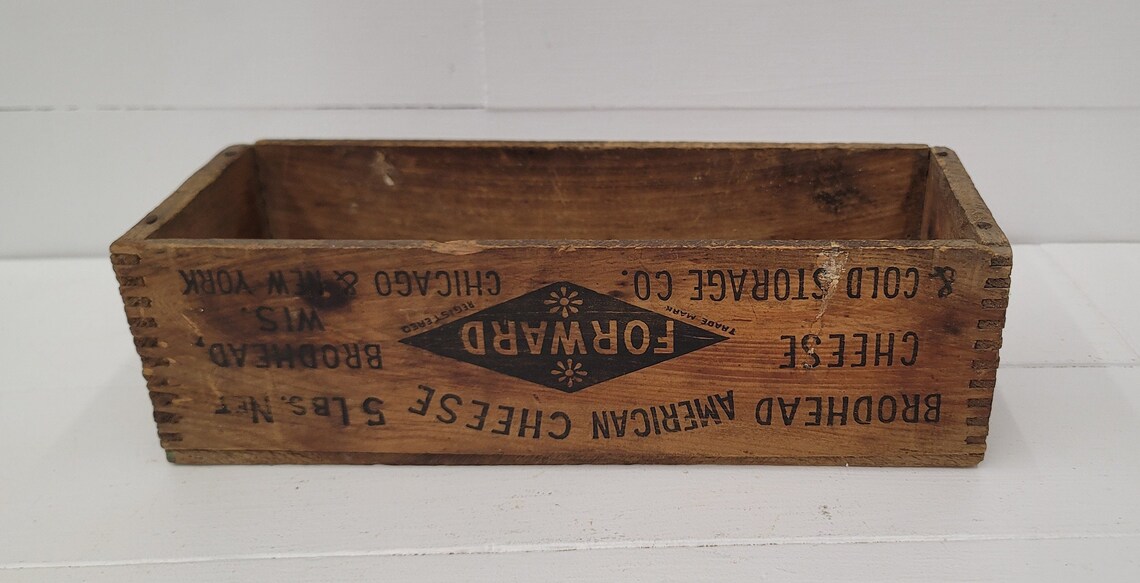 BRODHEAD AMERICAN CHEESE 5 LBS. NET
CHEESE
FORWARD
TRADE MARK REGISTERED
BRODHEAD,
WIS.
& COLD STORAGE CO.
CHICAGO & NEW YORK